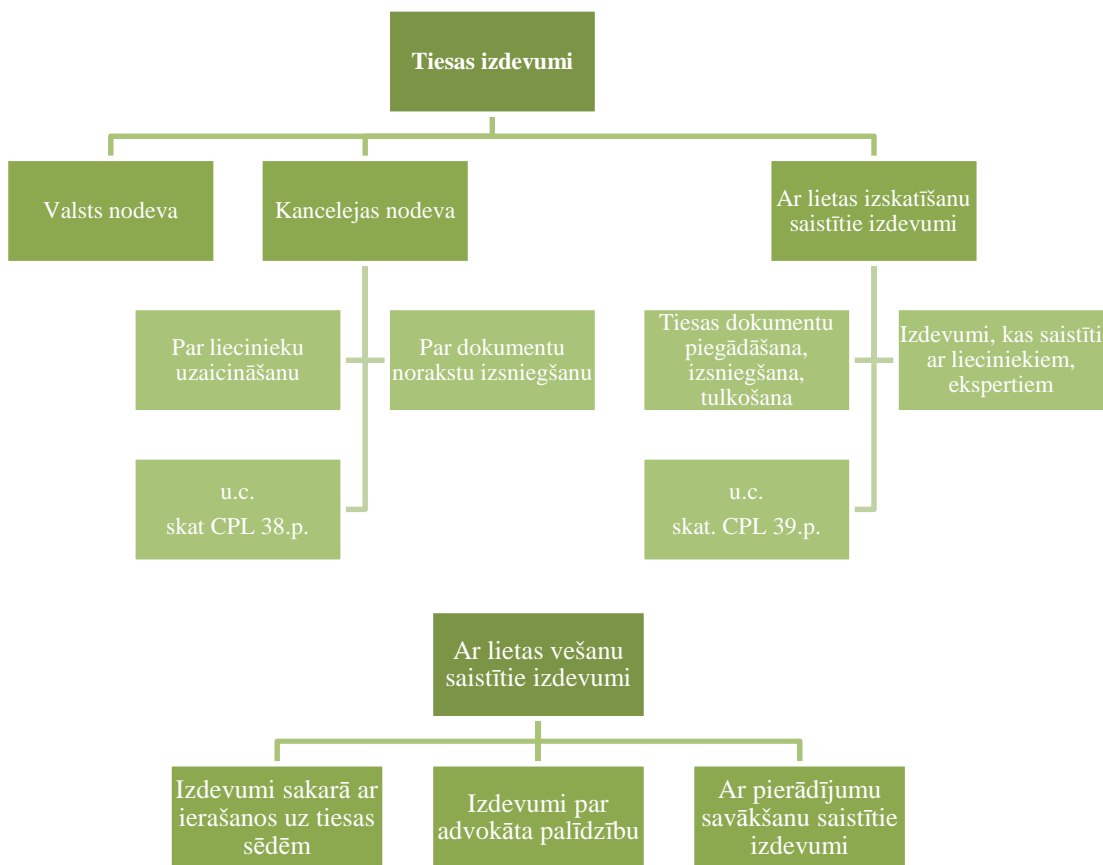 Tiesas izdevumi
Valsts nodeva
Kancelejas nodeva
Ar lietas izskatīšanu
saistītie izdevumi
Par liecinieku
uzaicināšanu
Par dokumentu
norakstu izsniegšanu
Tiesas dokumentu
piegādāšana,
izsniegšana,
tulkošana
Izdevumi, kas saistīti
ar lieciniekiem,
ekspertiem
u.c.
skat CPL 38.p.
u.c.
skat. CPL 39.p.
Ar lietas vešanu
saistītie izdevumi
Izdevumi sakarā ar
ierašanos uz tiesas
sēdēm
Izdevumi par
advokāta palīdzību
Ar pierādījumu
savākšanu saistītie
izdevumi